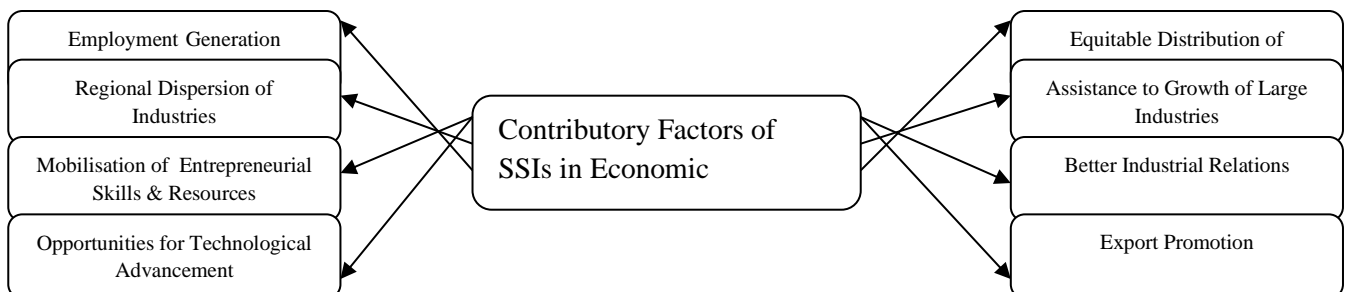 Employment Generation
Regional Dispersion of
Industries
Mobilisation of Entrepreneurial
Skills & Resources
Opportunities for Technological
Advancement
Contributory Factors of
SSIs in Economic
Equitable Distribution of
Assistance to Growth of Large
Industries
Better Industrial Relations
Export Promotion